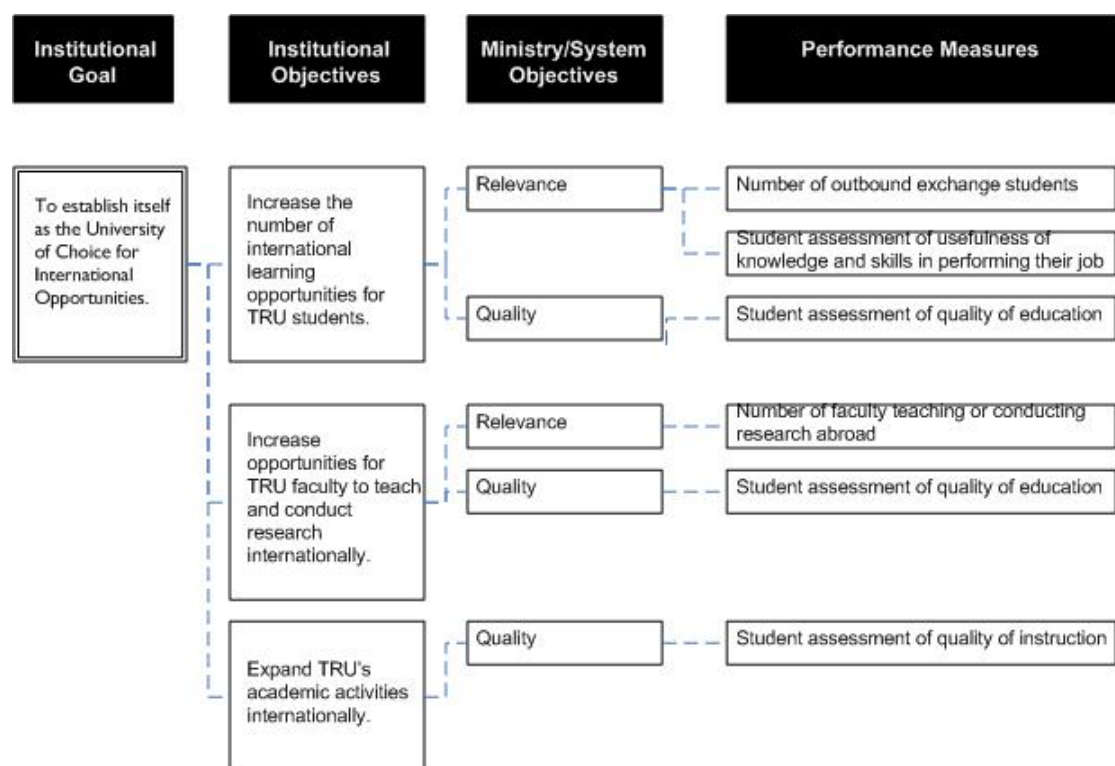 Institutional
Goal
Institutional
Objectives
Ministry/System
Objectives
Performance Measures
To establish itself
as the University
of Choice for
International
Opportunities.
Increase the
number of
international
learning
opportunities for
TRU students.
Relevance
Number of outbound exchange students
Student assessment of usefulness of
knowledge and skills in performing their job
Quality
Student assessment of quality of education
Increase
opportunities for
TRU faculty to teach
and conduct
research
internationally.
Relevance
Number of faculty teaching or conducting
research abroad
Quality
Student assessment of quality of education
Expand TRU's
academic activities
internationally.
Quality
Student assessment of quality of instruction